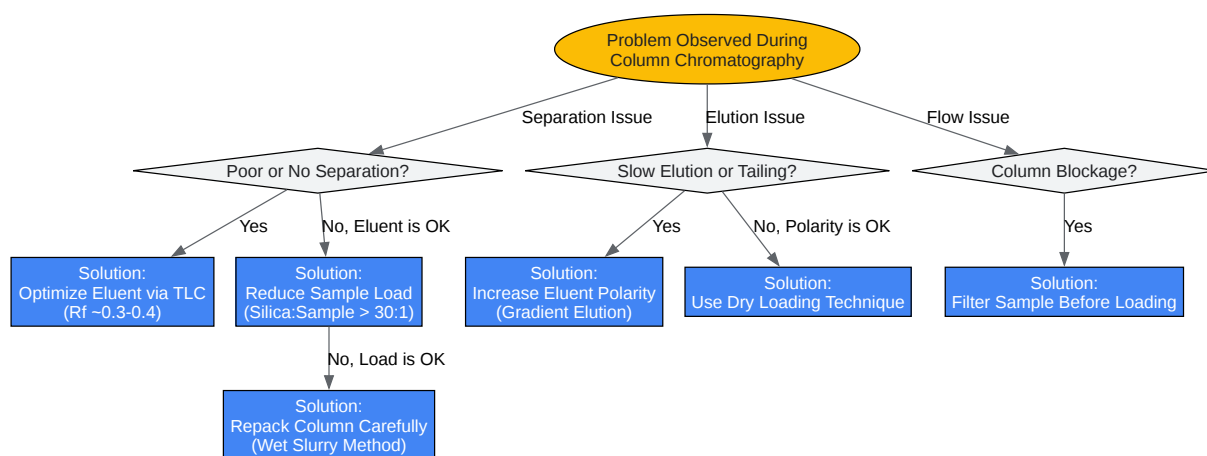 Problem Observed During
Column Chromatography
Separation Issue
Elution Issue
Flow Issue
Poor or No Separation?
Slow Elution or Tailing?
Column Blockage?
Yes
No, Eluent is OK
Yes
No, Polarity is OK
Yes
Solution:
Optimize Eluent via TLC
(Rf ~0.3-0.4)
Solution:
Reduce Sample Load
(Silica:Sample > 30:1)
Solution:
Increase Eluent Polarity
(Gradient Elution)
Solution:
Use Dry Loading Technique
Solution:
Filter Sample Before Loading
No, Load is OK
Solution:
Repack Column Carefully
(Wet Slurry Method)